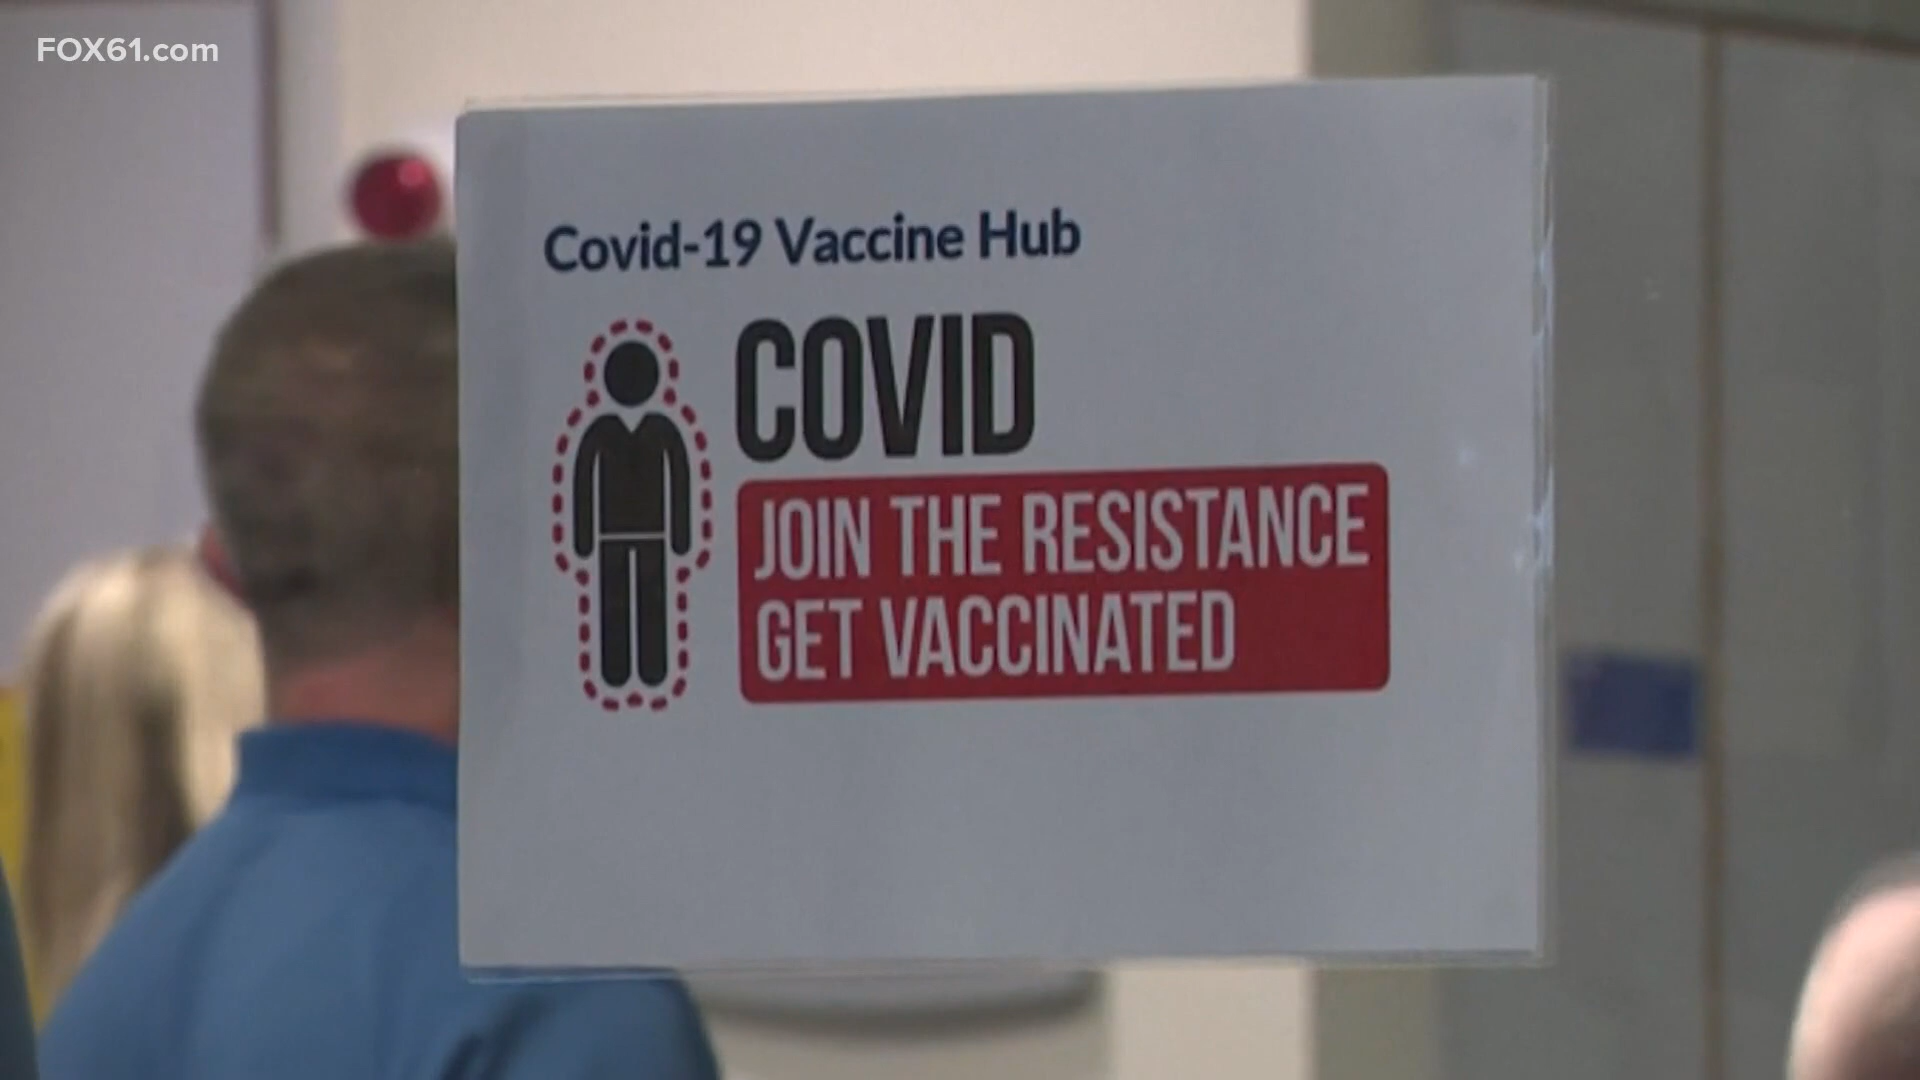 FOX61.com
Covid-19 Vaccine Hub
COVID
JOIN THE RESISTANCE
GET VACCINATED